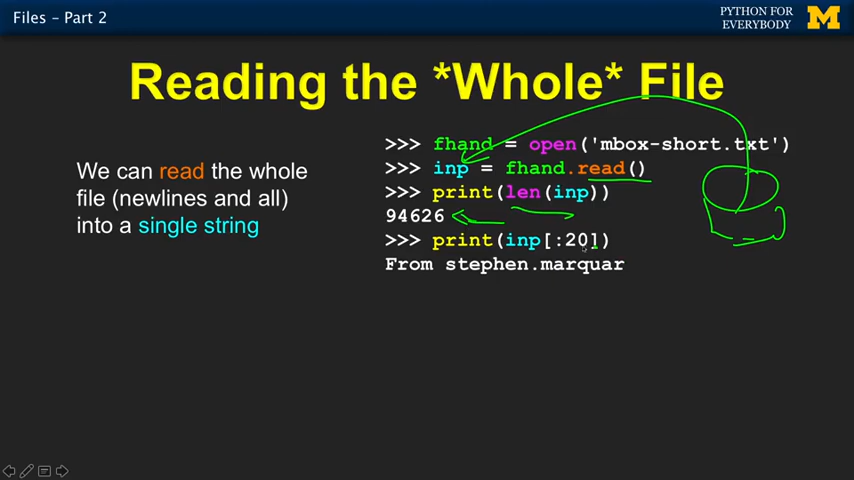 Files – Part 2
PYTHON FOR
EVERYBODY
M
Reading the *Whole* File
We can read the whole
file (newlines and all)
into a single string
>>> fhand = open('mbox-short.txt')
>>> inp = fhand.read()
>>> print(len(inp))
94626
>>> print(inp[:20])
From stephen.marquar